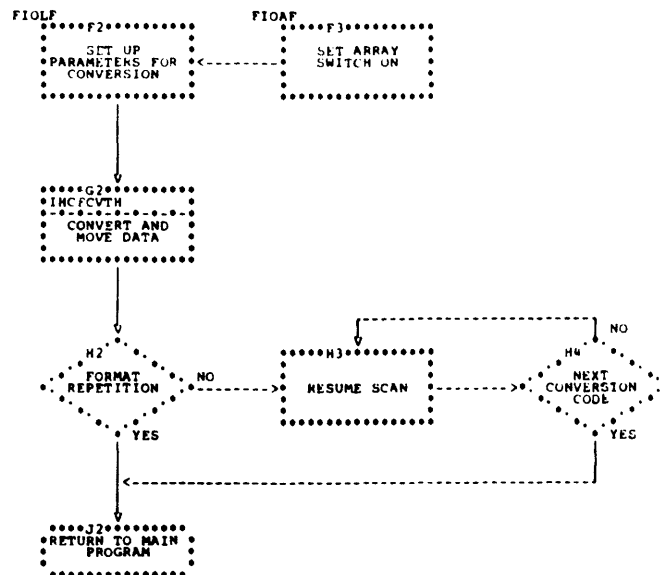 FIOLF
FIOAF
F2
SET UP
PARAMETERS FOR
CONVERSION
F3
SET ARRAY
SWITCH ON
G2
IHCFCVTH
CONVERT AND
MOVE DATA
H2
FORMAT
REPETITION
NO
YES
H3
RESUME SCAN
H4
NEXT
CONVERSION
CODE
NO
YES
J2
RETURN TO MAIN
PROGRAM